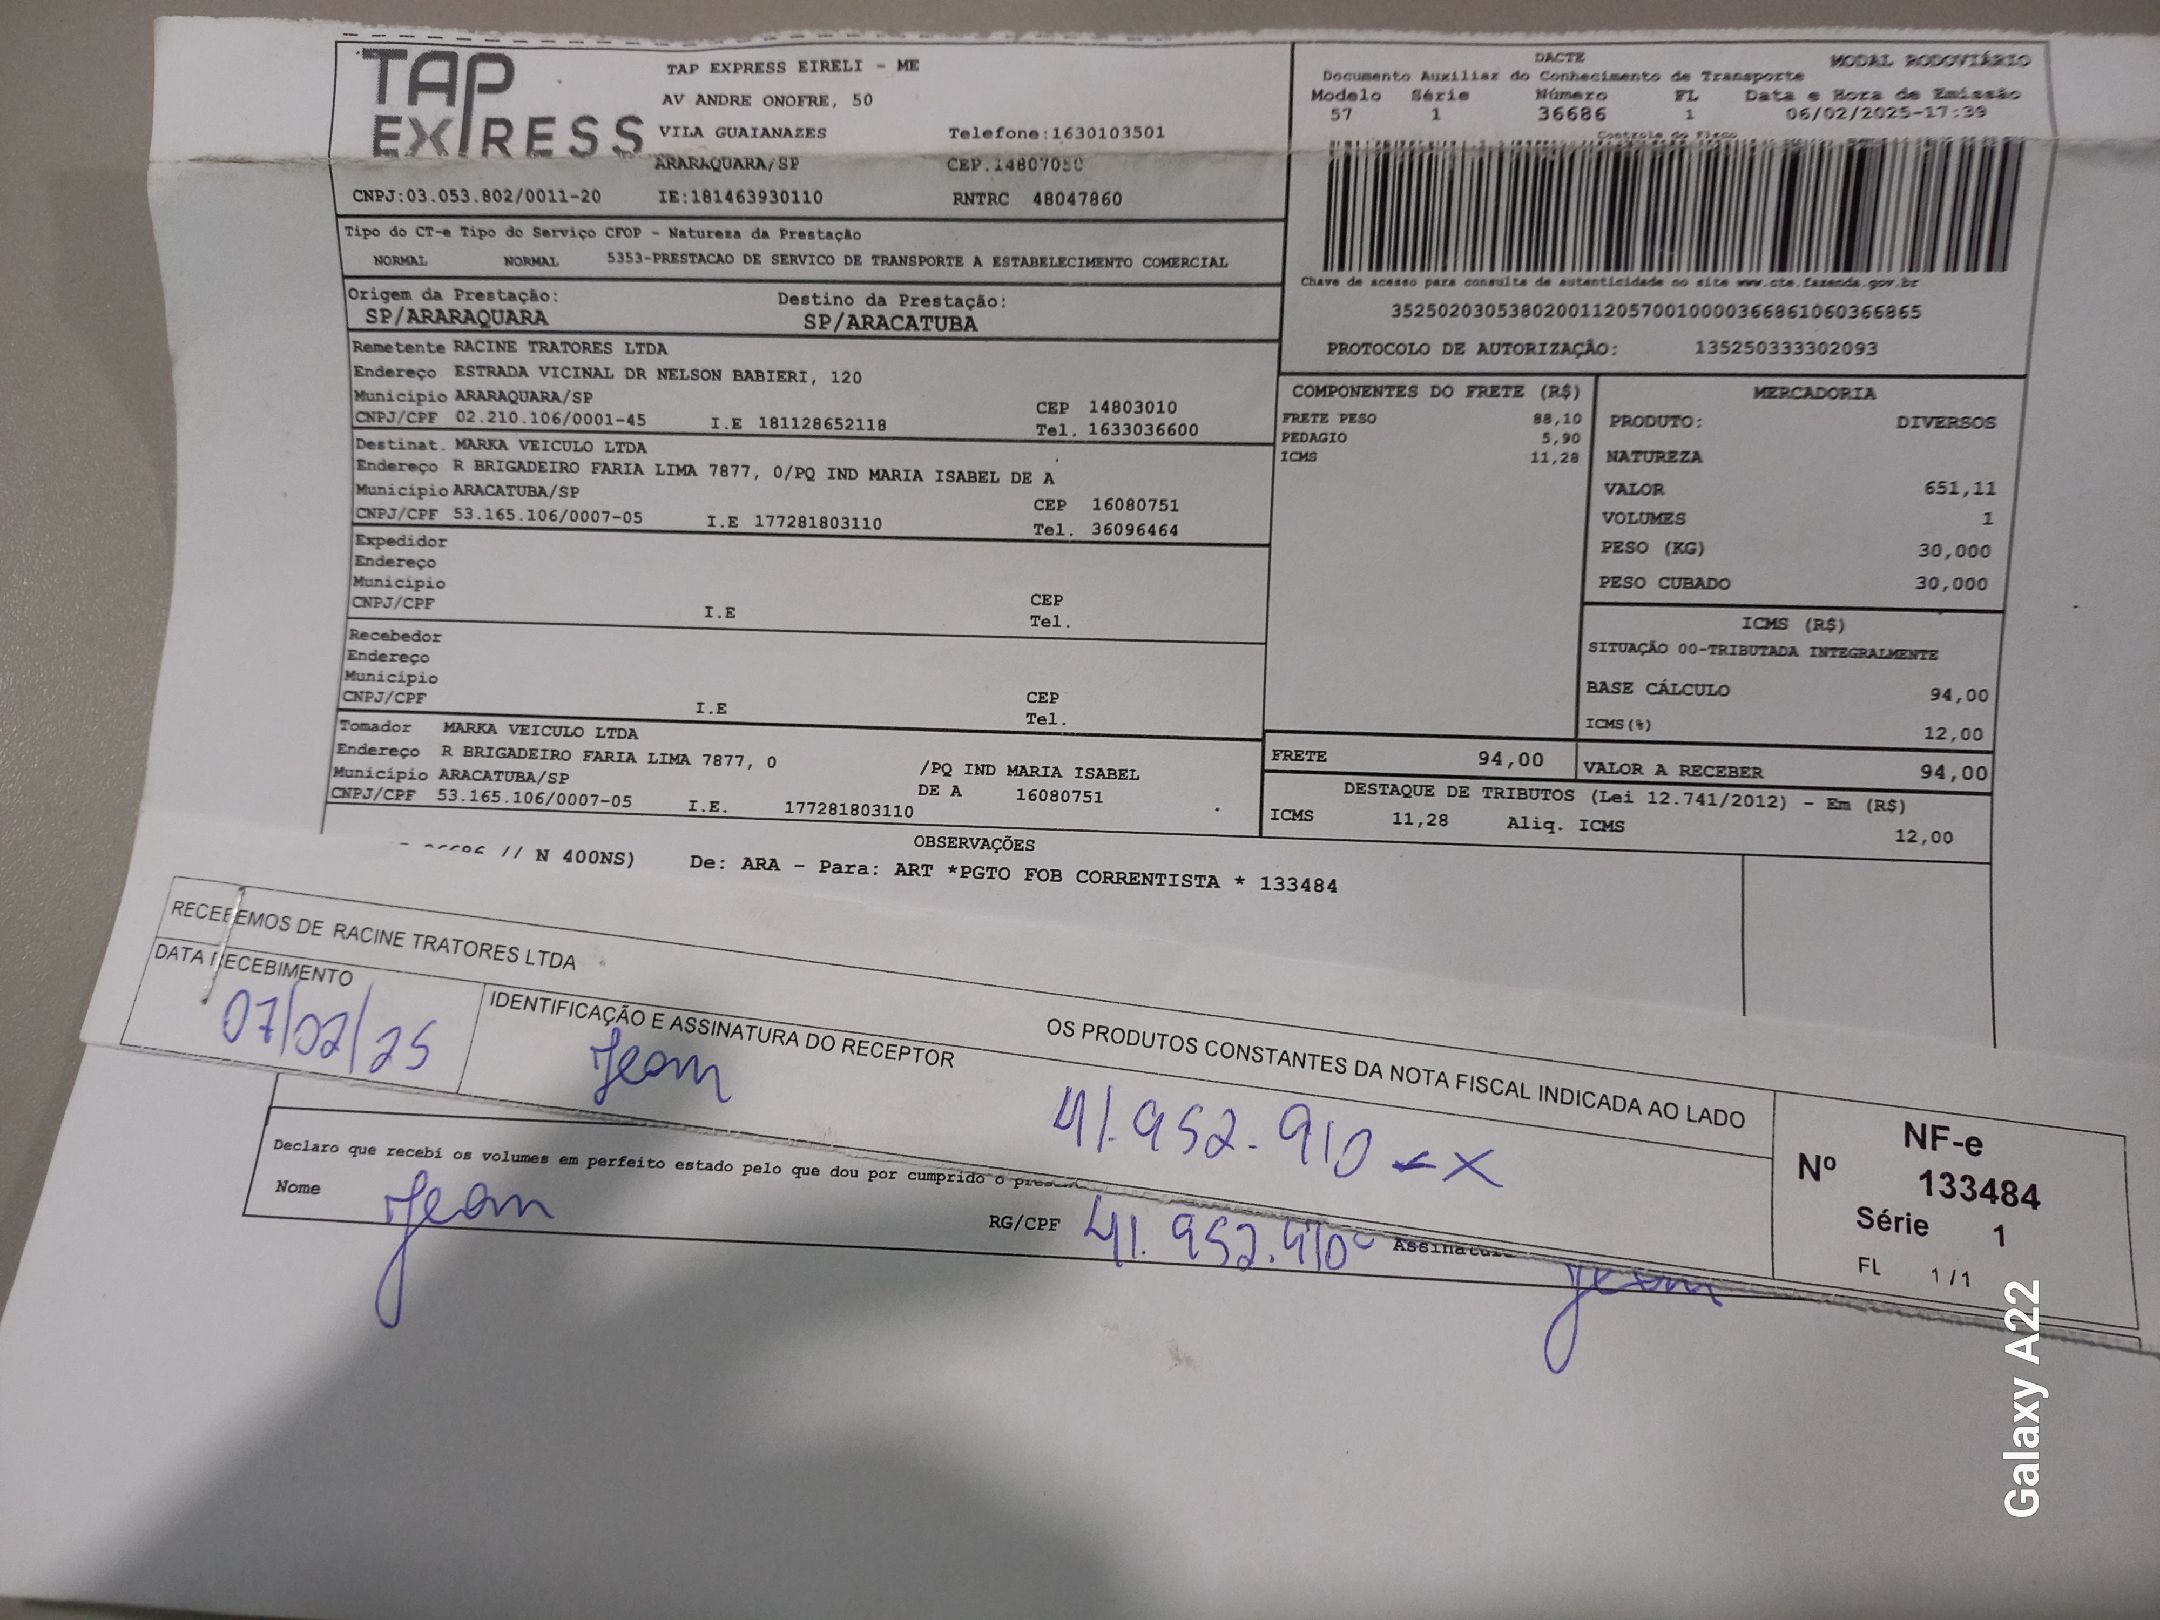 TAP
EXPRESS
TAP EXPRESS EIRELI - ME
AV ANDRE ONOFRE, 50
VILA GUAIANAZES Telefone:1630103501
ARARAQUARA/SP CEP.14807050
CNPJ:03.053.802/0011-20 IE:181463930110 RNTRC 48047860
DACTE MODAL RODOVIÁRIO
Documento Auxiliar do Conhecimento de Transporte
Modelo Série Número FL Data e Hora de Emissão
57 1 36686 1 06/02/2025-17:39
Controle do Fisco
Chave de acesso para consulta de autenticidade no site www.cte.fazenda.gov.br
35250203053802001120570010000366861060366865
PROTOCOLO DE AUTORIZAÇÃO: 135250333302093
Tipo do CT-e Tipo do Serviço CFOP - Natureza da Prestação
NORMAL NORMAL 5353-PRESTACAO DE SERVICO DE TRANSPORTE A ESTABELECIMENTO COMERCIAL
Origem da Prestação: Destino da Prestação:
SP/ARARAQUARA SP/ARACATUBA
Remetente RACINE TRATORES LTDA
Endereço ESTRADA VICINAL DR NELSON BABIERI, 120
Município ARARAQUARA/SP CEP 14803010
CNPJ/CPF 02.210.106/0001-45 I.E 181128652118 Tel. 1633036600
Destinat. MARKA VEICULO LTDA
Endereço R BRIGADEIRO FARIA LIMA 7877, 0/PQ IND MARIA ISABEL DE A
Município ARACATUBA/SP CEP 16080751
CNPJ/CPF 53.165.106/0007-05 I.E 177281803110 Tel. 36096464
Expedidor
Endereço
Município CEP
CNPJ/CPF I.E Tel.
Recebedor
Endereço
Município CEP
CNPJ/CPF I.E Tel.
Tomador MARKA VEICULO LTDA
Endereço R BRIGADEIRO FARIA LIMA 7877, 0 /PQ IND MARIA ISABEL
Município ARACATUBA/SP DE A 16080751
CNPJ/CPF 53.165.106/0007-05 I.E. 177281803110
COMPONENTES DO FRETE (R$)
FRETE PESO 88,10
PEDAGIO 5,90
ICMS 11,28
MERCADORIA
PRODUTO: DIVERSOS
NATUREZA
VALOR 651,11
VOLUMES 1
PESO (KG) 30,000
PESO CUBADO 30,000
ICMS (R$)
SITUAÇÃO 00-TRIBUTADA INTEGRALMENTE
BASE CÁLCULO 94,00
ICMS(%) 12,00
FRETE 94,00 VALOR A RECEBER 94,00
DESTAQUE DE TRIBUTOS (Lei 12.741/2012) - Em (R$)
ICMS 11,28 Aliq. ICMS 12,00
OBSERVAÇÕES
// N 400NS) De: ARA - Para: ART *PGTO FOB CORRENTISTA * 133484
RECEBEMOS DE RACINE TRATORES LTDA OS PRODUTOS CONSTANTES DA NOTA FISCAL INDICADA AO LADO
DATA RECEBIMENTO IDENTIFICAÇÃO E ASSINATURA DO RECEPTOR
07/02/25 Jean 41.952.910-X
NF-e
Nº 133484
Série 1
FL 1/1
Declaro que recebi os volumes em perfeito estado pelo que dou por cumprido o
Nome Jean RG/CPF 41.952.910 Assinatura Jean
Galaxy A22